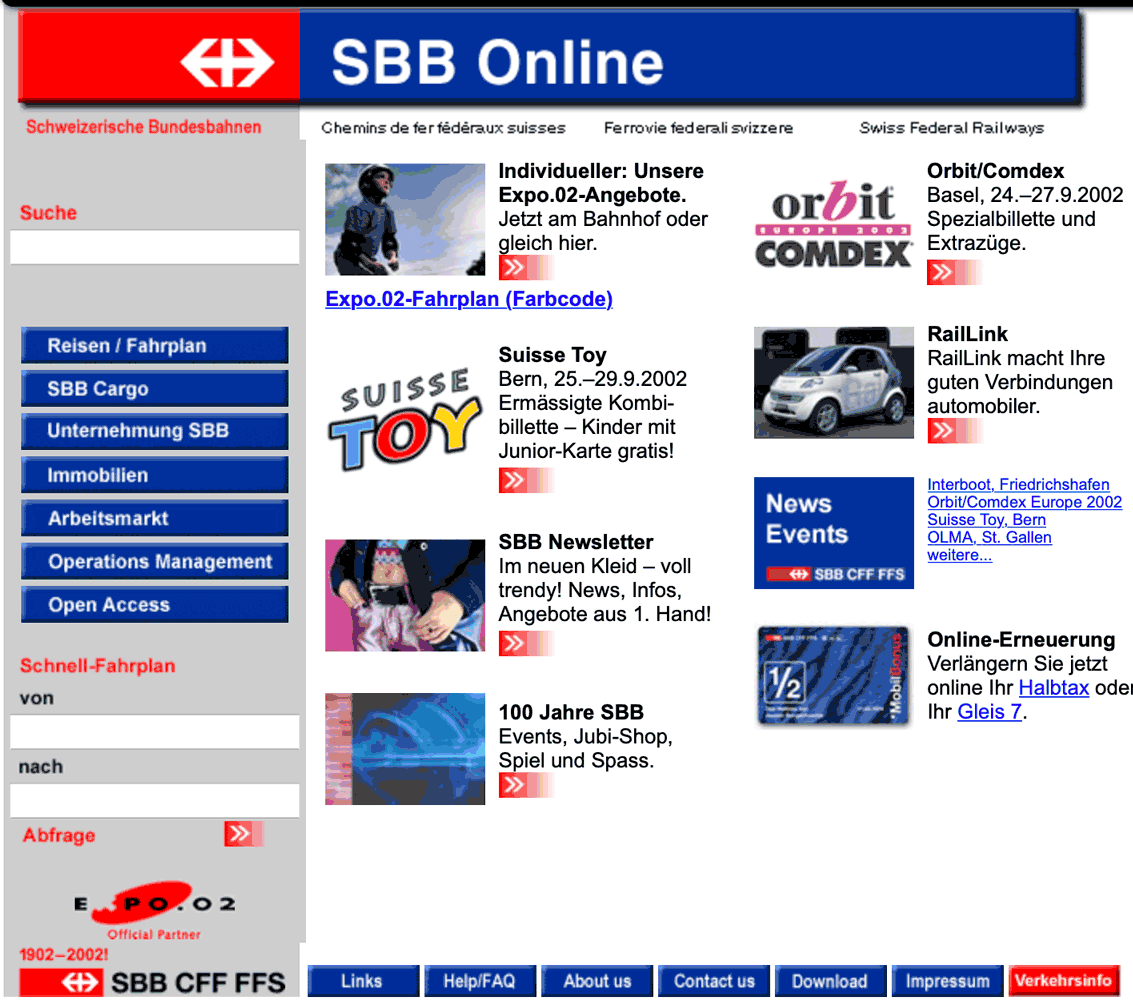 SBB Online
Schweizerische Bundesbahnen
Chemins de fer fédéraux suisses
Ferrovie federali svizzere
Swiss Federal Railways
Suche
Reisen / Fahrplan
SBB Cargo
Unternehmung SBB
Immobilien
Arbeitsmarkt
Operations Management
Open Access
Schnell-Fahrplan
von
nach
Abfrage
EXPO.02
Official Partner
1902–2002!
SBB CFF FFS
Individueller: Unsere
Expo.02-Angebote.
Jetzt am Bahnhof oder
gleich hier.
Expo.02-Fahrplan (Farbcode)
SUISSE
TOY
Suisse Toy
Bern, 25.–29.9.2002
Ermässigte Kombi-
billette – Kinder mit
Junior-Karte gratis!
SBB Newsletter
Im neuen Kleid – voll
trendy! News, Infos,
Angebote aus 1. Hand!
100 Jahre SBB
Events, Jubi-Shop,
Spiel und Spass.
orbit
EUROPE 2002
COMDEX
Orbit/Comdex
Basel, 24.–27.9.2002
Spezialbillette und
Extrazüge.
RailLink
RailLink macht Ihre
guten Verbindungen
automobiler.
News
Events
SBB CFF FFS
Interboot, Friedrichshafen
Orbit/Comdex Europe 2002
Suisse Toy, Bern
OLMA, St. Gallen
weitere...
1/2
MobilBonus
Online-Erneuerung
Verlängern Sie jetzt
online Ihr Halbtax oder
Ihr Gleis 7.
Links
Help/FAQ
About us
Contact us
Download
Impressum
Verkehrsinfo